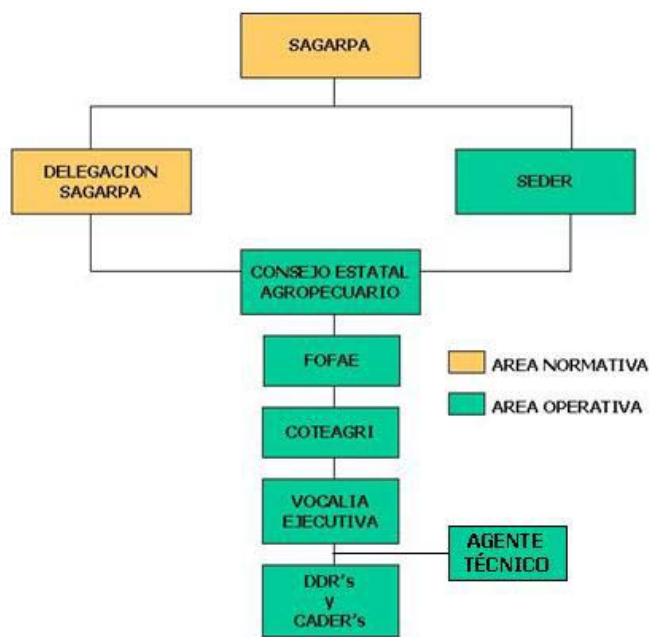 SAGARPA
DELEGACION
SAGARPA
SEDER
CONSEJO ESTATAL
AGROPECUARIO
FOFAE
AREA NORMATIVA
AREA OPERATIVA
COTEAGRI
VOCALIA
EJECUTIVA
AGENTE
TÉCNICO
DDR's
y
CADER's